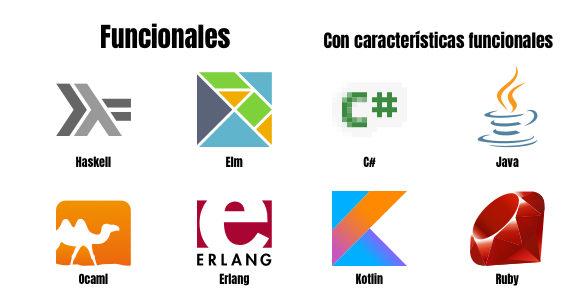 Funcionales
Con características funcionales
Haskell
Elm
C#
C#
Java
e
ERLANG
Ocaml
Erlang
Kotlin
Ruby